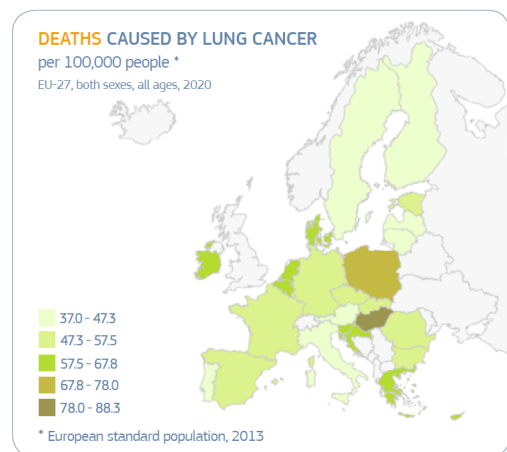 DEATHS CAUSED BY LUNG CANCER
per 100,000 people *
EU-27, both sexes, all ages, 2020
37.0 - 47.3
47.3 - 57.5
57.5 - 67.8
67.8 - 78.0
78.0 - 88.3
* European standard population, 2013